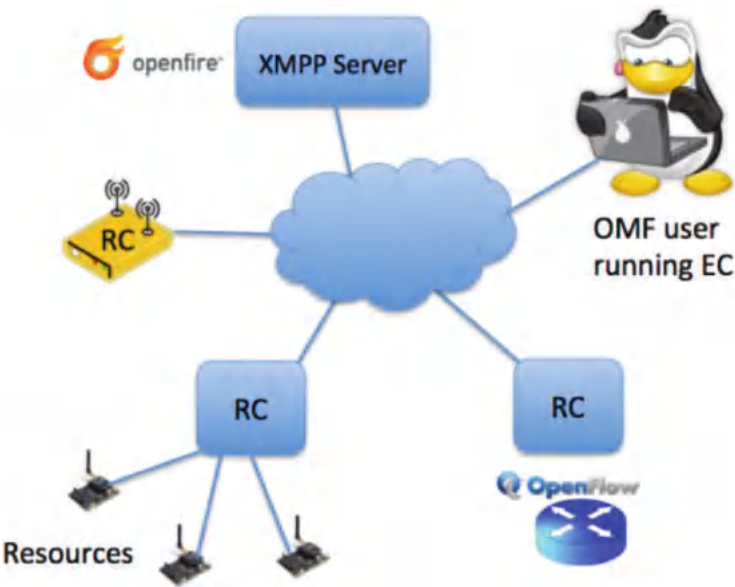 openfire
XMPP Server
RC
OMF user
running EC
RC
RC
OpenFlow
Resources